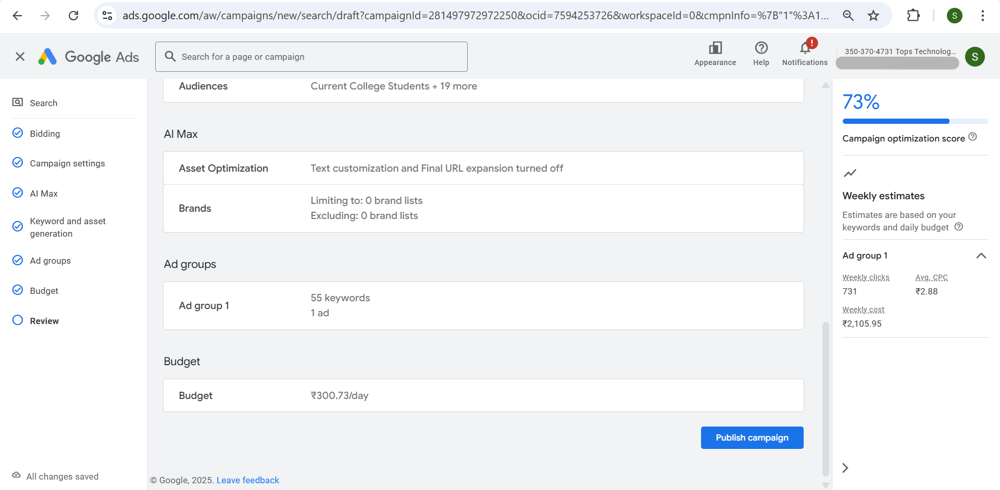 ads.google.com/aw/campaigns/new/search/draft?campaignId=281497972972250&ocid=7594253726&workspaceId=0&cmpnInfo=%7B"1"%3A1...
S
Google Ads
Search for a page or campaign
Appearance
Help
!
Notifications
350-370-4731 Tops Technolog...
S
Search
Bidding
Campaign settings
AI Max
Keyword and asset
generation
Ad groups
Budget
Review
All changes saved
Audiences
Current College Students + 19 more
AI Max
Asset Optimization
Text customization and Final URL expansion turned off
Brands
Limiting to: 0 brand lists
Excluding: 0 brand lists
Ad groups
Ad group 1
55 keywords
1 ad
Budget
Budget
₹300.73/day
Publish campaign
© Google, 2025. Leave feedback
73%
Campaign optimization score
Weekly estimates
Estimates are based on your
keywords and daily budget
Ad group 1
Weekly clicks
731
Avg. CPC
₹2.88
Weekly cost
₹2,105.95